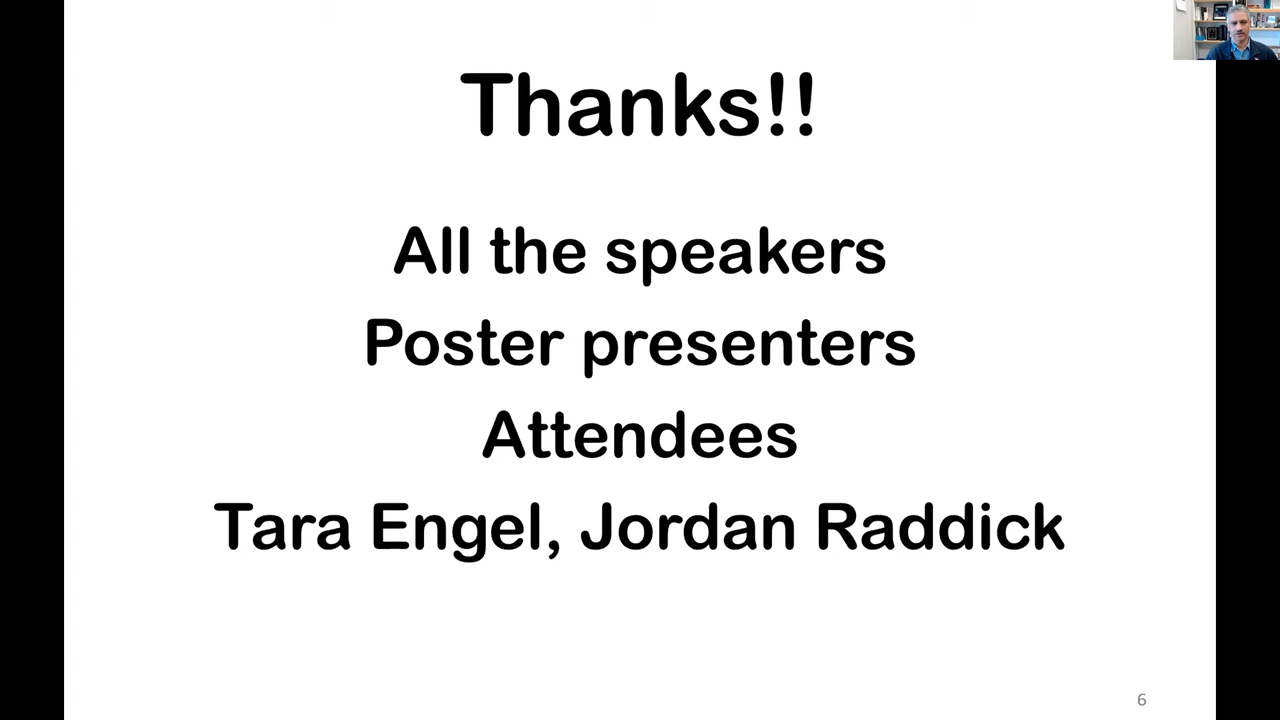 Thanks!!
All the speakers
Poster presenters
Attendees
Tara Engel, Jordan Raddick
6